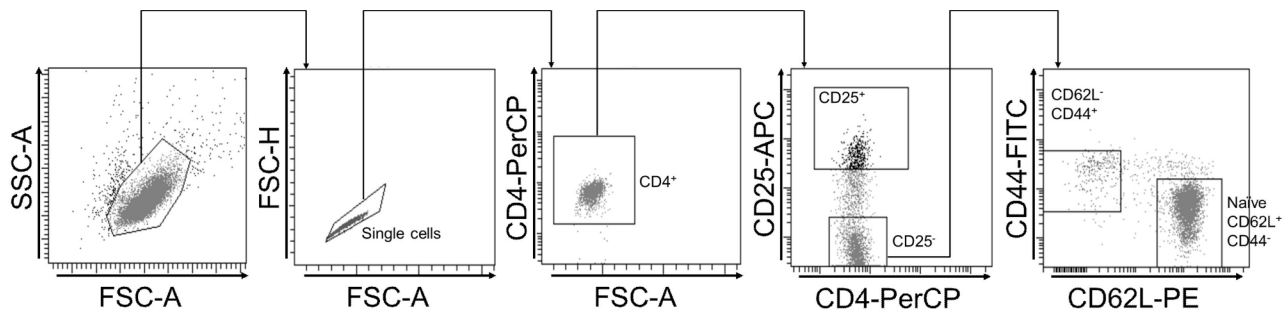 SSC-A
FSC-A
FSC-H
Single cells
FSC-A
CD4-PerCP
CD4⁺
FSC-A
CD25-APC
CD25⁺
CD25⁻
CD4-PerCP
CD44-FITC
CD62L⁻
CD44⁺
Naïve
CD62L⁺
CD44⁻
CD62L-PE